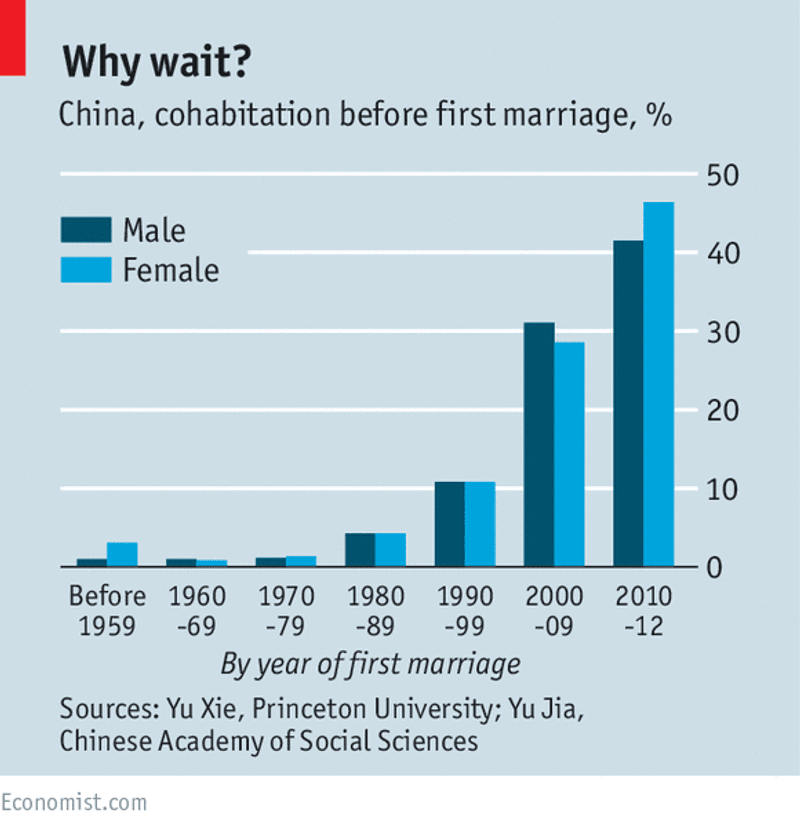 Why wait?
China, cohabitation before first marriage, %
50
Male
40
Female
30
20
10
0
Before 1960 1970 1980 1990 2000 2010
1959 -69 -79 -89 -99 -09 -12
By year of first marriage
Sources: Yu Xie, Princeton University; Yu Jia,
Chinese Academy of Social Sciences
Economist.com